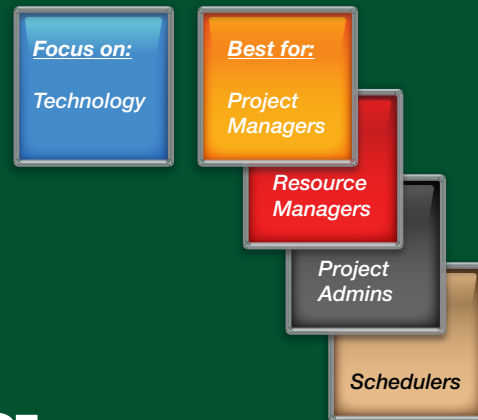 Focus on:
Technology
Best for:
Project
Managers
Resource
Managers
Project
Admins
Schedulers